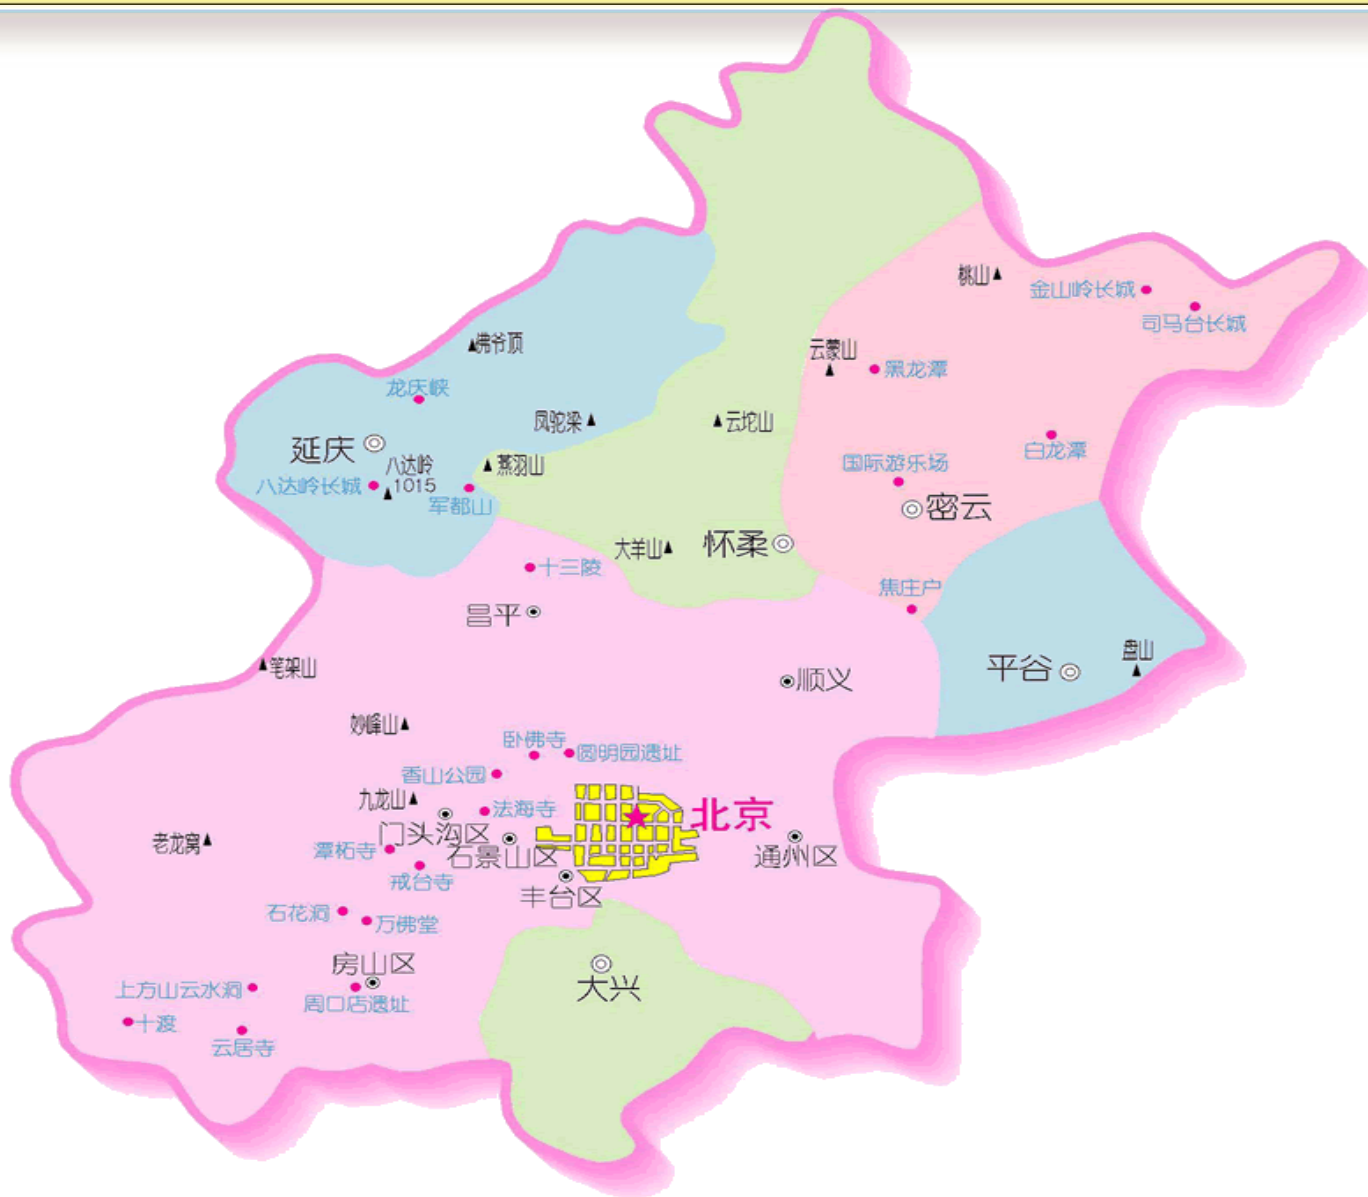 桃山
金山岭长城
司马台长城
佛爷顶
云蒙山
黑龙潭
龙庆峡
凤驼梁
云坨山
延庆
八达岭
1015
燕羽山
国际游乐场
白龙潭
八达岭长城
军都山
密云
大羊山
怀柔
十三陵
焦庄户
昌平
笔架山
顺义
平谷
盘山
妙峰山
卧佛寺
圆明园遗址
香山公园
九龙山
法海寺
北京
门头沟区
老龙窝
潭柘寺
石景山区
通州区
戒台寺
丰台区
石花洞
万佛堂
房山区
大兴
上方山云水洞
周口店遗址
十渡
云居寺